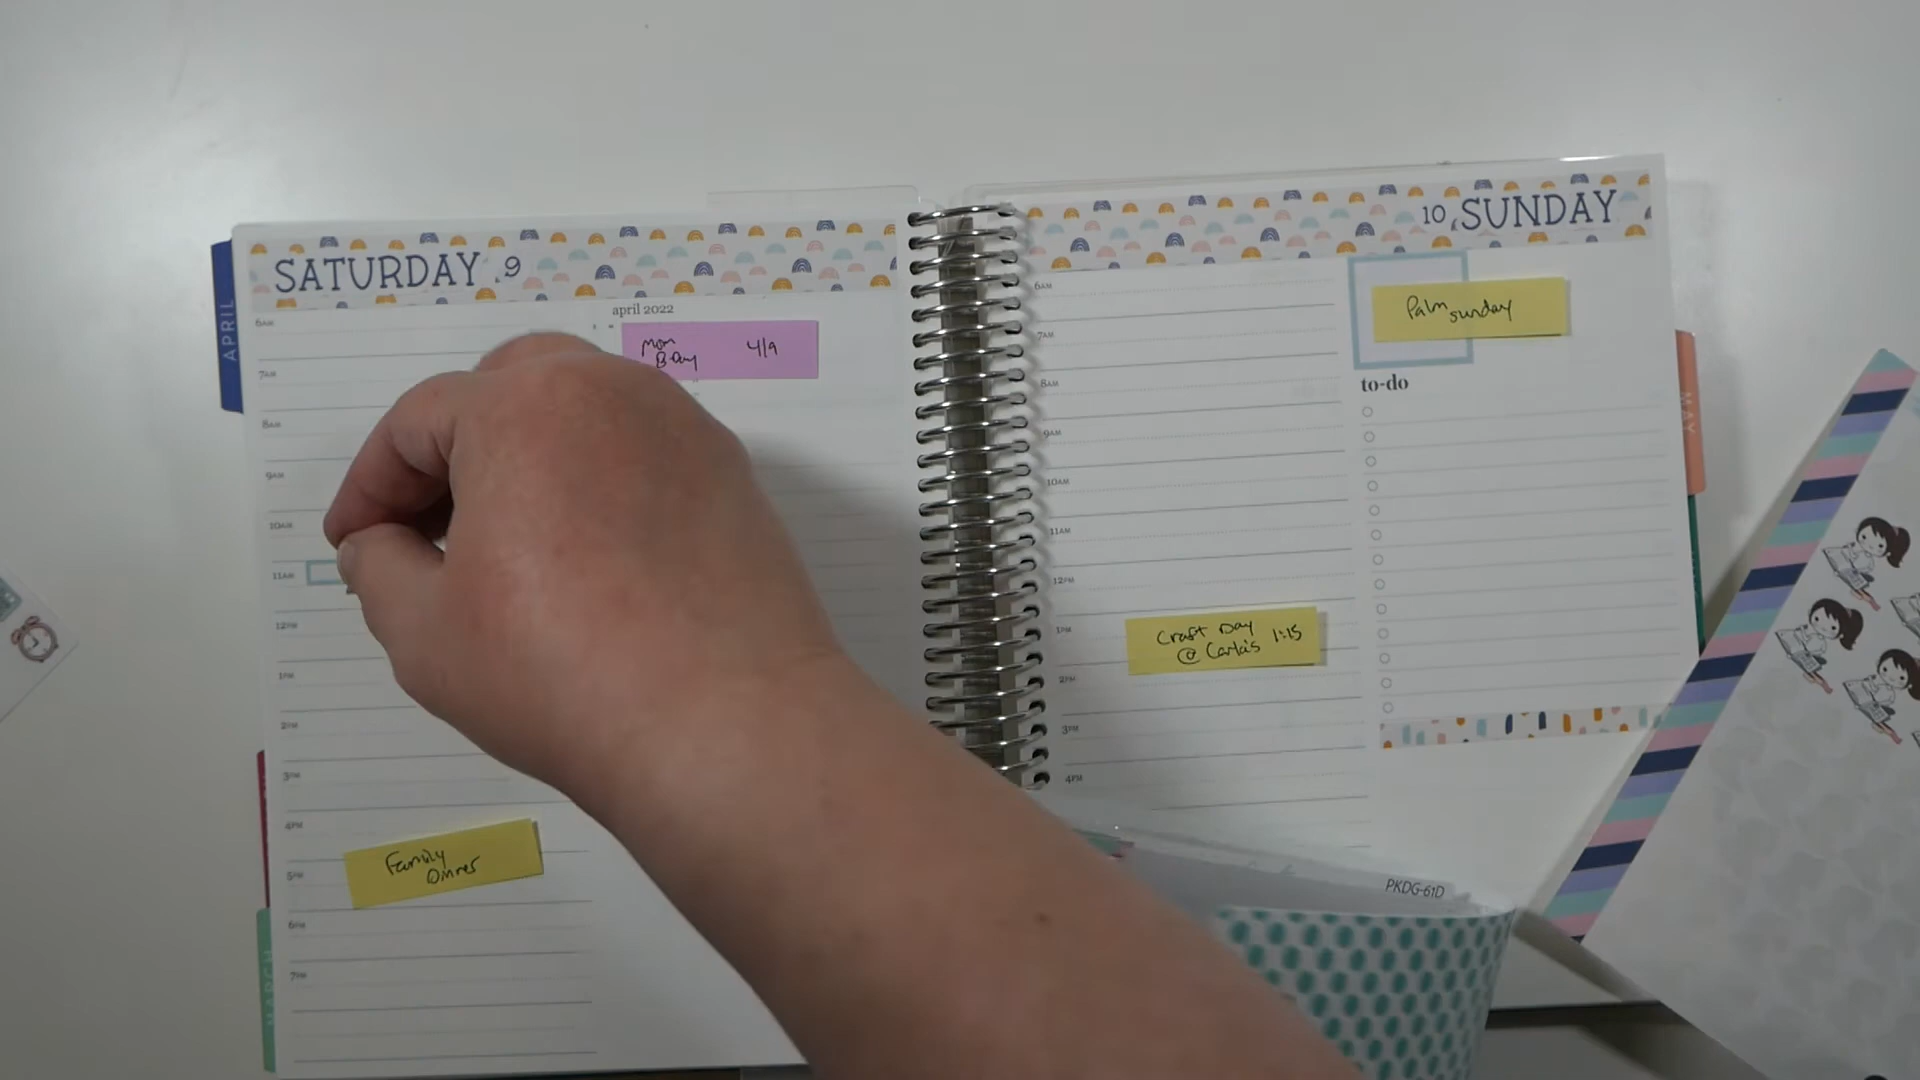 SATURDAY 9
april 2022
6AM
7AM
8AM
9AM
10AM
11AM
12PM
1PM
2PM
3PM
4PM
5PM
6PM
7PM
Mom
B-Day 4/9
Family
Dinner
APRIL
MARCH
10 SUNDAY
6AM
7AM
8AM
9AM
10AM
11AM
12PM
1PM
2PM
3PM
4PM
Palm
Sunday
to-do
Craft Day 1:15
@ Carla's
MAY
PKDG-61D